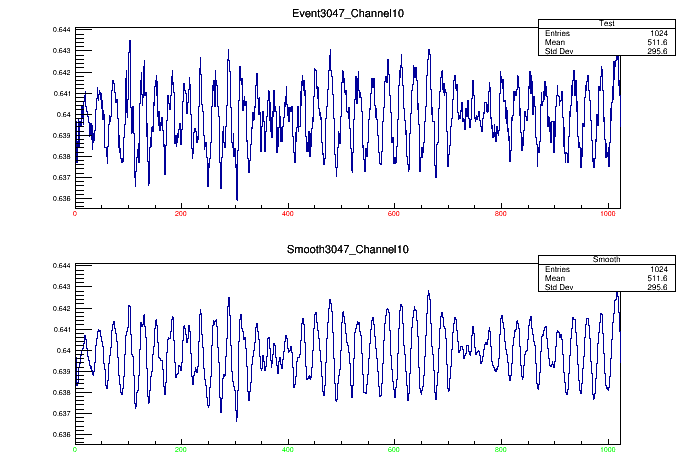 Event3047_Channel10
Test
Entries 1024
Mean 511.6
Std Dev 295.6
0.644
0.643
0.642
0.641
0.64
0.639
0.638
0.637
0.636
0 200 400 600 800 1000
Smooth3047_Channel10
Smooth
Entries 1024
Mean 511.6
Std Dev 295.6
0.644
0.643
0.642
0.641
0.64
0.639
0.638
0.637
0.636
0 200 400 600 800 1000